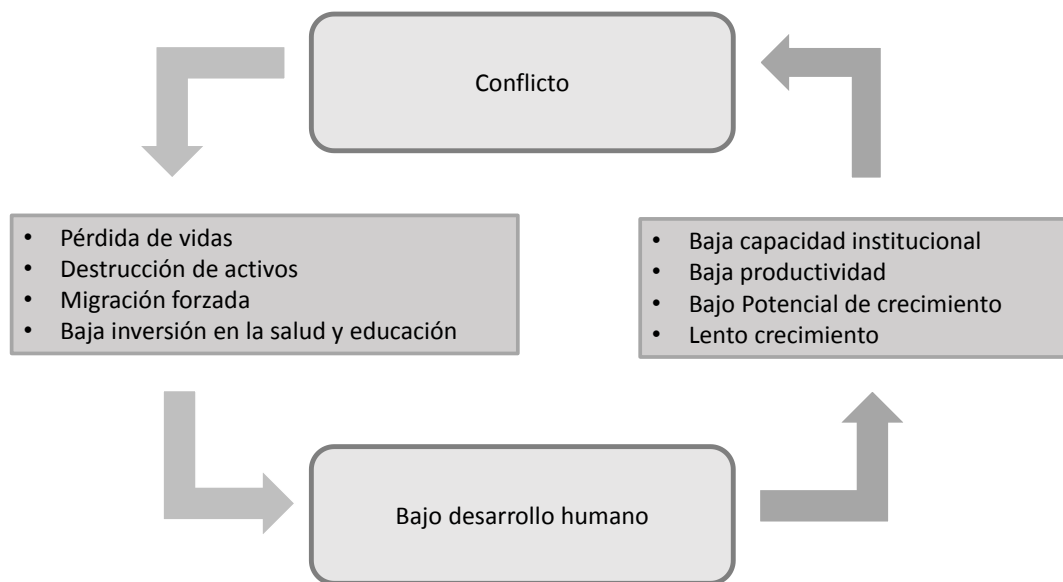 Conflicto
• Pérdida de vidas
• Destrucción de activos
• Migración forzada
• Baja inversión en la salud y educación
• Baja capacidad institucional
• Baja productividad
• Bajo Potencial de crecimiento
• Lento crecimiento
Bajo desarrollo humano